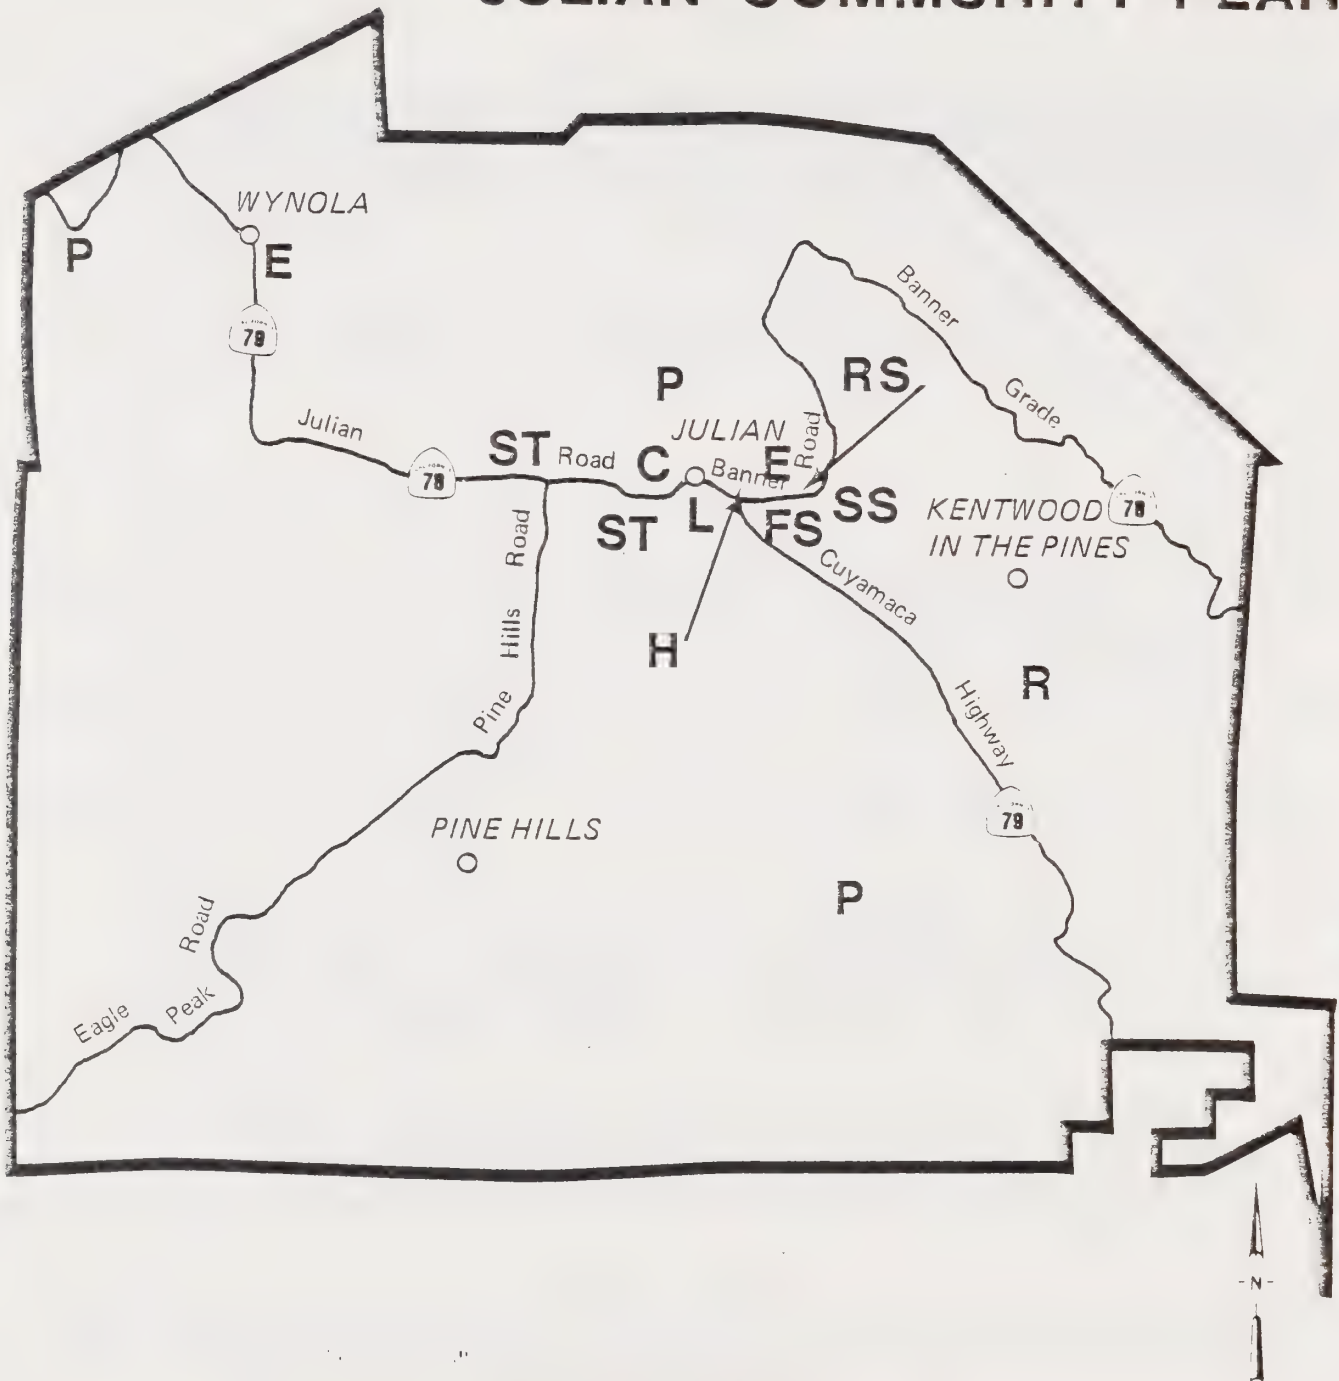 JULIAN COMMUNITY PLAN
WYNOLA
P
E
79
Banner
P
RS
Grade
Julian
JULIAN
Road
ST
Road
C
Banner
E
78
78
L
SS
KENTWOOD
IN THE PINES
ST
FS
Road
Cuyamaca
Hills
H
R
Pine
Highway
79
PINE HILLS
P
Road
Peak
Eagle
-N-